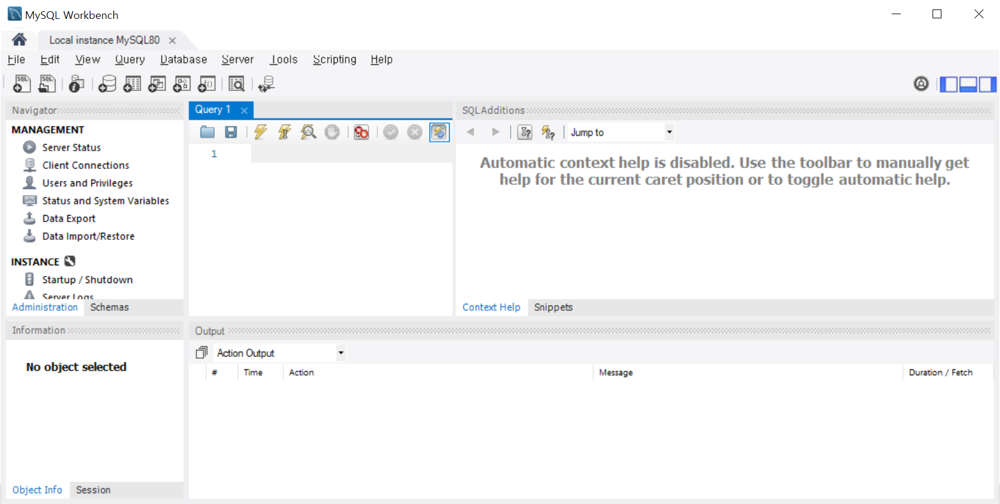 MySQL Workbench
Local instance MySQL80
File Edit View Query Database Server Tools Scripting Help
SQL SQL
Navigator
MANAGEMENT
Server Status
Client Connections
Users and Privileges
Status and System Variables
Data Export
Data Import/Restore
INSTANCE
Startup / Shutdown
Server Logs
Administration Schemas
Query 1
1
SQLAdditions
Jump to
Automatic context help is disabled. Use the toolbar to manually get
help for the current caret position or to toggle automatic help.
Context Help Snippets
Information
No object selected
Object Info Session
Output
Action Output
# Time Action Message Duration / Fetch